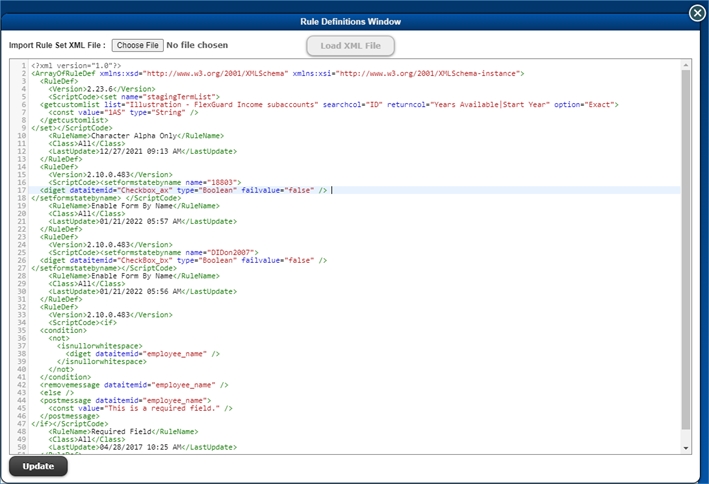 Rule Definitions Window
Import Rule Set XML File : Choose File No file chosen Load XML File
1 <?xml version="1.0"?>
2 <ArrayOfRuleDef xmlns:xsd="http://www.w3.org/2001/XMLSchema" xmlns:xsi="http://www.w3.org/2001/XMLSchema-instance">
3 <RuleDef>
4 <Version>2.23.6</Version>
5 <ScriptCode><set name="stagingTermList">
6 <getcustomlist list="Illustration - FlexGuard Income subaccounts" searchcol="ID" returncol="Years Available|Start Year" option="Exact">
7 <const value="1AS" type="String" />
8 </getcustomlist>
9 </set></ScriptCode>
10 <RuleName>Character Alpha Only</RuleName>
11 <Class>All</Class>
12 <LastUpdate>12/27/2021 09:13 AM</LastUpdate>
13 </RuleDef>
14 <RuleDef>
15 <Version>2.10.0.483</Version>
16 <ScriptCode><setformstatebyname name="18803">
17 <diget dataitemid="Checkbox_ax" type="Boolean" failvalue="false" />
18 </setformstatebyname> </ScriptCode>
19 <RuleName>Enable Form By Name</RuleName>
20 <Class>All</Class>
21 <LastUpdate>01/21/2022 05:57 AM</LastUpdate>
22 </RuleDef>
23 <RuleDef>
24 <Version>2.10.0.483</Version>
25 <ScriptCode><setformstatebyname name="DIDon2007">
26 <diget dataitemid="CheckBox_bx" type="Boolean" failvalue="false" />
27 </setformstatebyname></ScriptCode>
28 <RuleName>Enable Form By Name</RuleName>
29 <Class>All</Class>
30 <LastUpdate>01/21/2022 05:56 AM</LastUpdate>
31 </RuleDef>
32 <RuleDef>
33 <Version>2.10.0.483</Version>
34 <ScriptCode><if>
35 <condition>
36 <not>
37 <isnullorwhitespace>
38 <diget dataitemid="employee_name" />
39 </isnullorwhitespace>
40 </not>
41 </condition>
42 <removemessage dataitemid="employee_name" />
43 <else />
44 <postmessage dataitemid="employee_name">
45 <const value="This is a required field." />
46 </postmessage>
47 </if></ScriptCode>
48 <RuleName>Required Field</RuleName>
49 <Class>All</Class>
50 <LastUpdate>04/28/2017 10:25 AM</LastUpdate>
Update